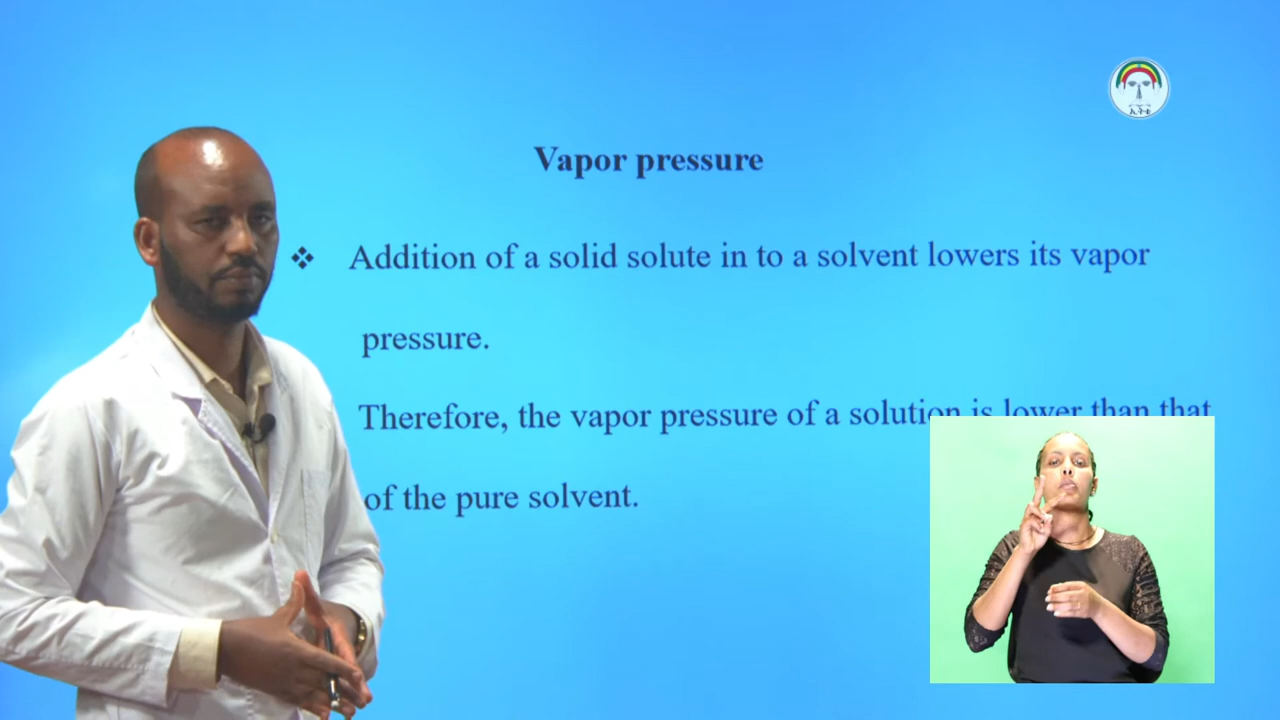 Vapor pressure
❖ Addition of a solid solute in to a solvent lowers its vapor
pressure.
Therefore, the vapor pressure of a solution is lower than that
of the pure solvent.